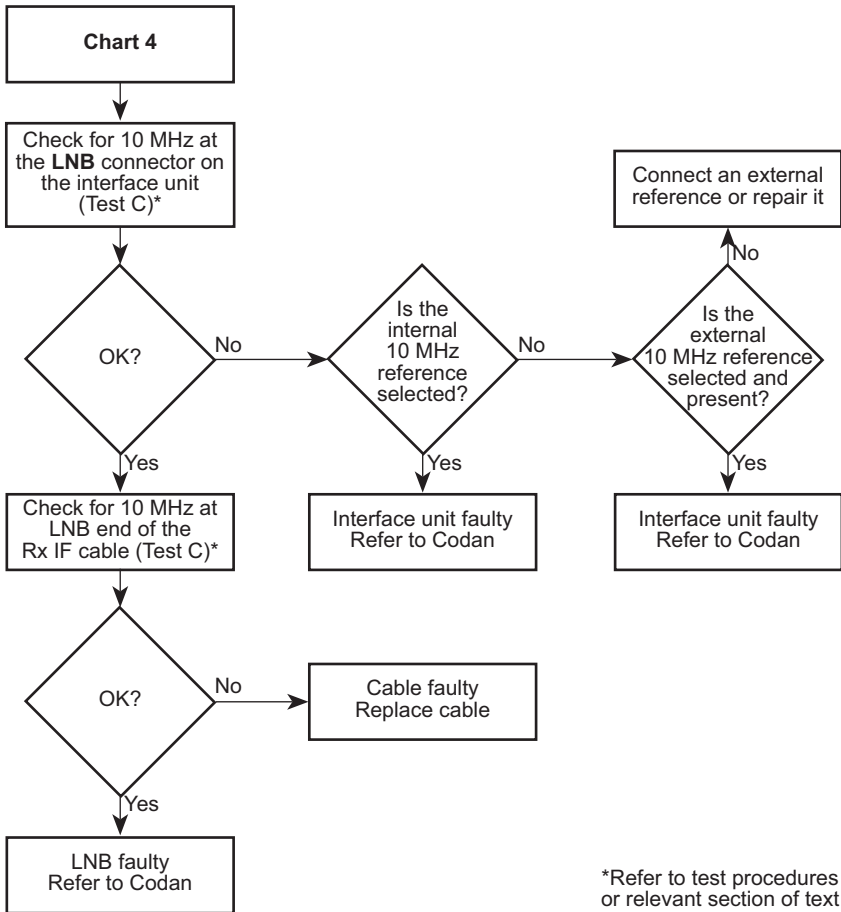 Chart 4
Check for 10 MHz at
the LNB connector on
the interface unit
(Test C)*
Connect an external
reference or repair it
No
OK?
No
Is the
internal
10 MHz
reference
selected?
No
Is the
external
10 MHz reference
selected and
present?
Yes
Yes
Yes
Check for 10 MHz at
LNB end of the
Rx IF cable (Test C)*
Interface unit faulty
Refer to Codan
Interface unit faulty
Refer to Codan
OK?
No
Cable faulty
Replace cable
Yes
LNB faulty
Refer to Codan
*Refer to test procedures
or relevant section of text